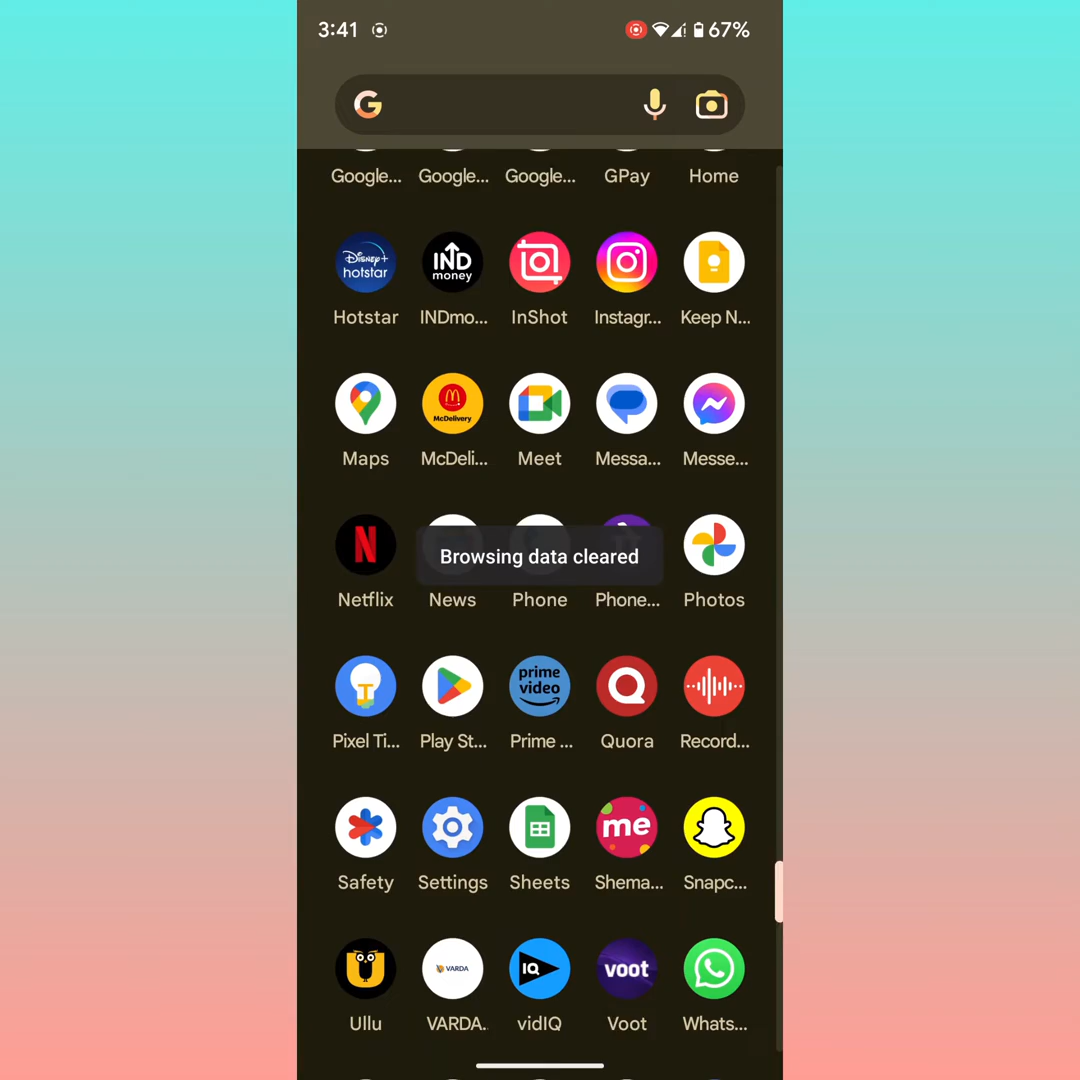 3:41 67%
Google... Google... Google... GPay Home
Disney+
hotstar
IND
money
Hotstar INDmo... InShot Instagr... Keep N...
McDelivery
Maps McDeli... Meet Messa... Messe...
Browsing data cleared
Netflix News Phone Phone... Photos
prime
video
Pixel Ti... Play St... Prime ... Quora Record...
me
Safety Settings Sheets Shema... Snapc...
VARDA IQ voot
Ullu VARDA.. vidIQ Voot Whats...